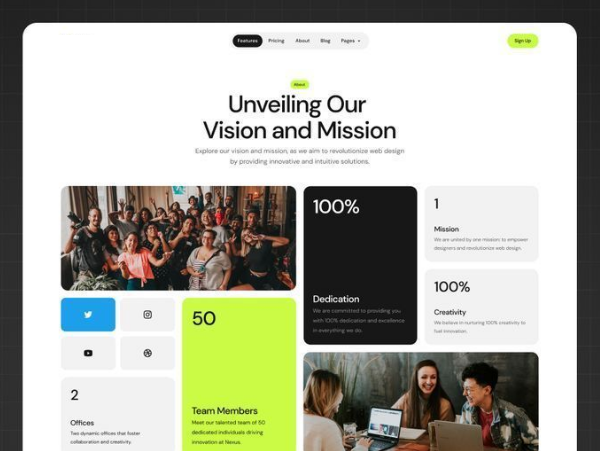 Features Pricing About Blog Pages
Sign Up
About
Unveiling Our
Vision and Mission
Explore our vision and mission, as we aim to revolutionize web design
by providing innovative and intuitive solutions.
100%
Dedication
We are committed to providing you
with 100% dedication and excellence
in everything we do.
1
Mission
We are united by one mission: to empower
designers and revolutionize web design.
100%
Creativity
We believe in nurturing 100% creativity to
fuel innovation.
50
Team Members
Meet our talented team of 50
dedicated individuals driving
innovation at Nexus.
2
Offices
Two dynamic offices that foster
collaboration and creativity.